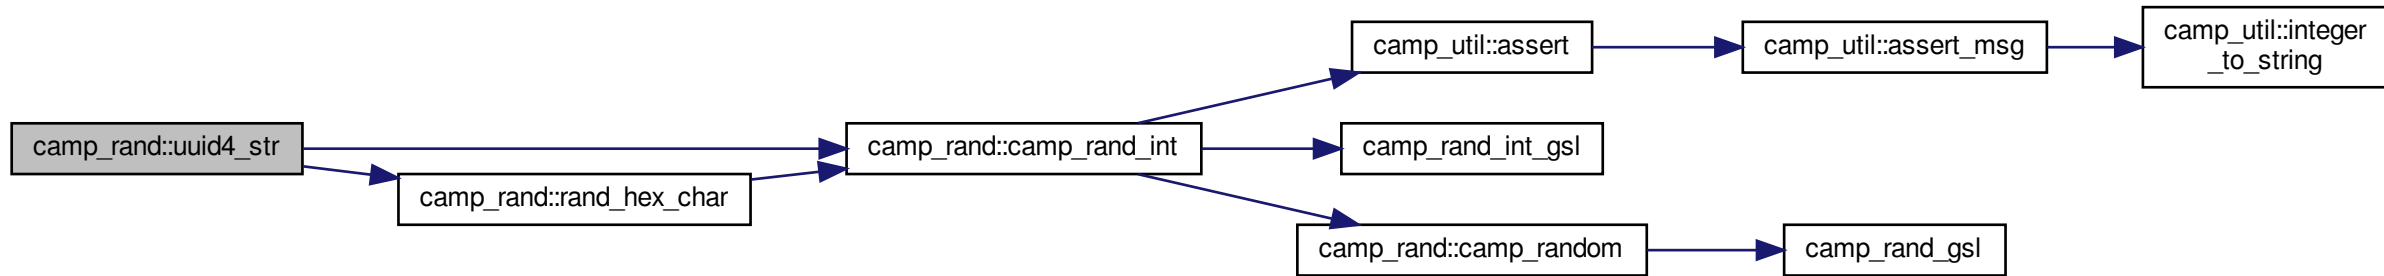 camp_util::integer
_to_string
camp_util::assert
camp_util::assert_msg
camp_rand::uuid4_str
camp_rand::camp_rand_int
camp_rand_int_gsl
camp_rand::rand_hex_char
camp_rand::camp_random
camp_rand_gsl